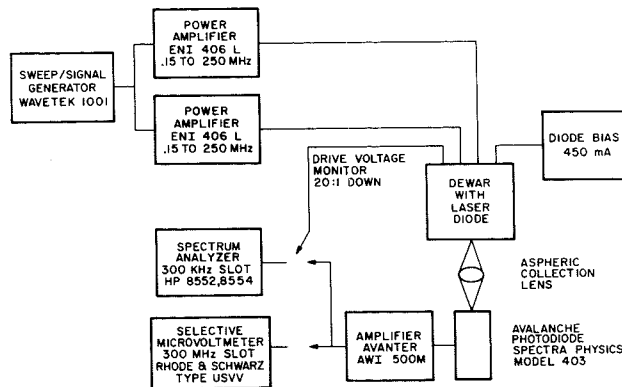 POWER
AMPLIFIER
ENI 406 L
.15 TO 250 MHz
SWEEP/SIGNAL
GENERATOR
WAVETEK 1001
POWER
AMPLIFIER
ENI 406 L
.15 TO 250 MHz
DIODE BIAS
450 mA
DRIVE VOLTAGE
MONITOR
20:1 DOWN
DEWAR
WITH
LASER
DIODE
SPECTRUM
ANALYZER
300 KHz SLOT
HP 8552,8554
ASPHERIC
COLLECTION
LENS
SELECTIVE
MICROVOLTMETER
300 MHz SLOT
RHODE & SCHWARZ
TYPE USVV
AMPLIFIER
AVANTER
AWI 500M
AVALANCHE
PHOTODIODE
SPECTRA PHYSICS
MODEL 403